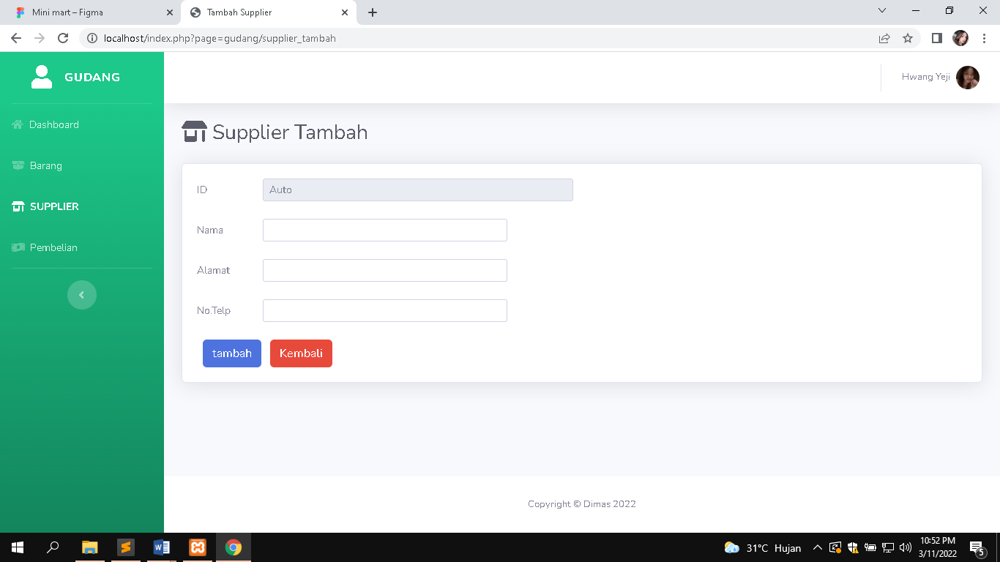 Mini mart – Figma
Tambah Supplier
localhost/index.php?page=gudang/supplier_tambah
GUDANG
Hwang Yeji
Dashboard
Barang
SUPPLIER
Pembelian
Supplier Tambah
ID
Auto
Nama
Alamat
No.Telp
tambah
Kembali
Copyright © Dimas 2022
31°C Hujan
10:52 PM
3/11/2022
5